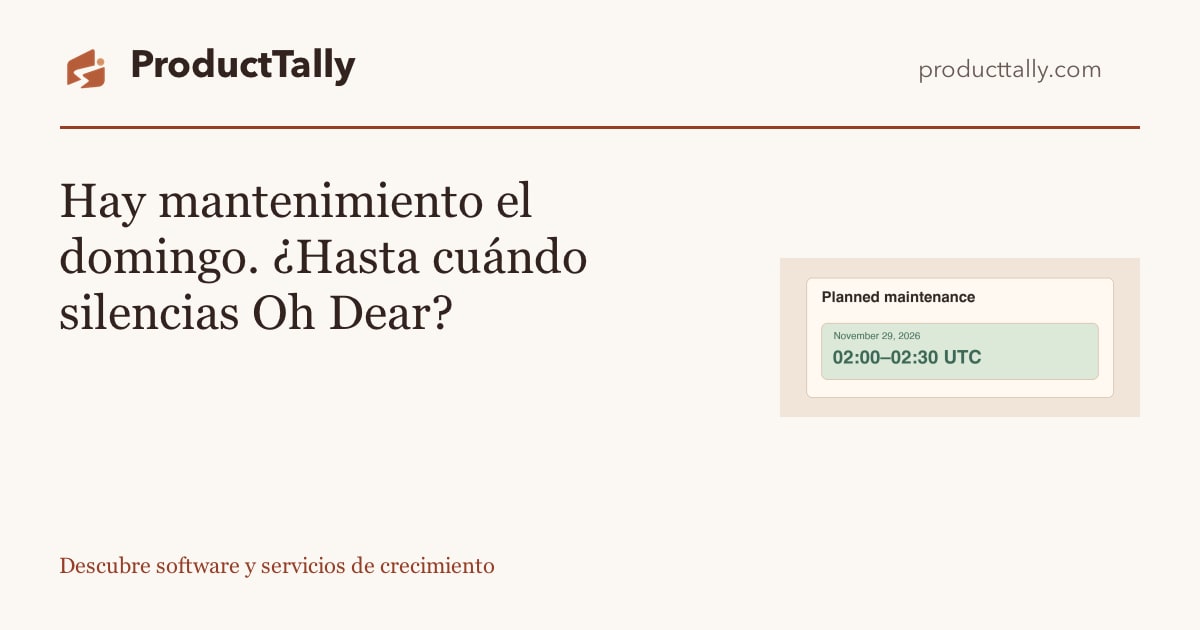 ProductTally
producttally.com
Hay mantenimiento el
domingo. ¿Hasta cuándo
silencias Oh Dear?
Planned maintenance
November 29, 2026
02:00–02:30 UTC
Descubre software y servicios de crecimiento